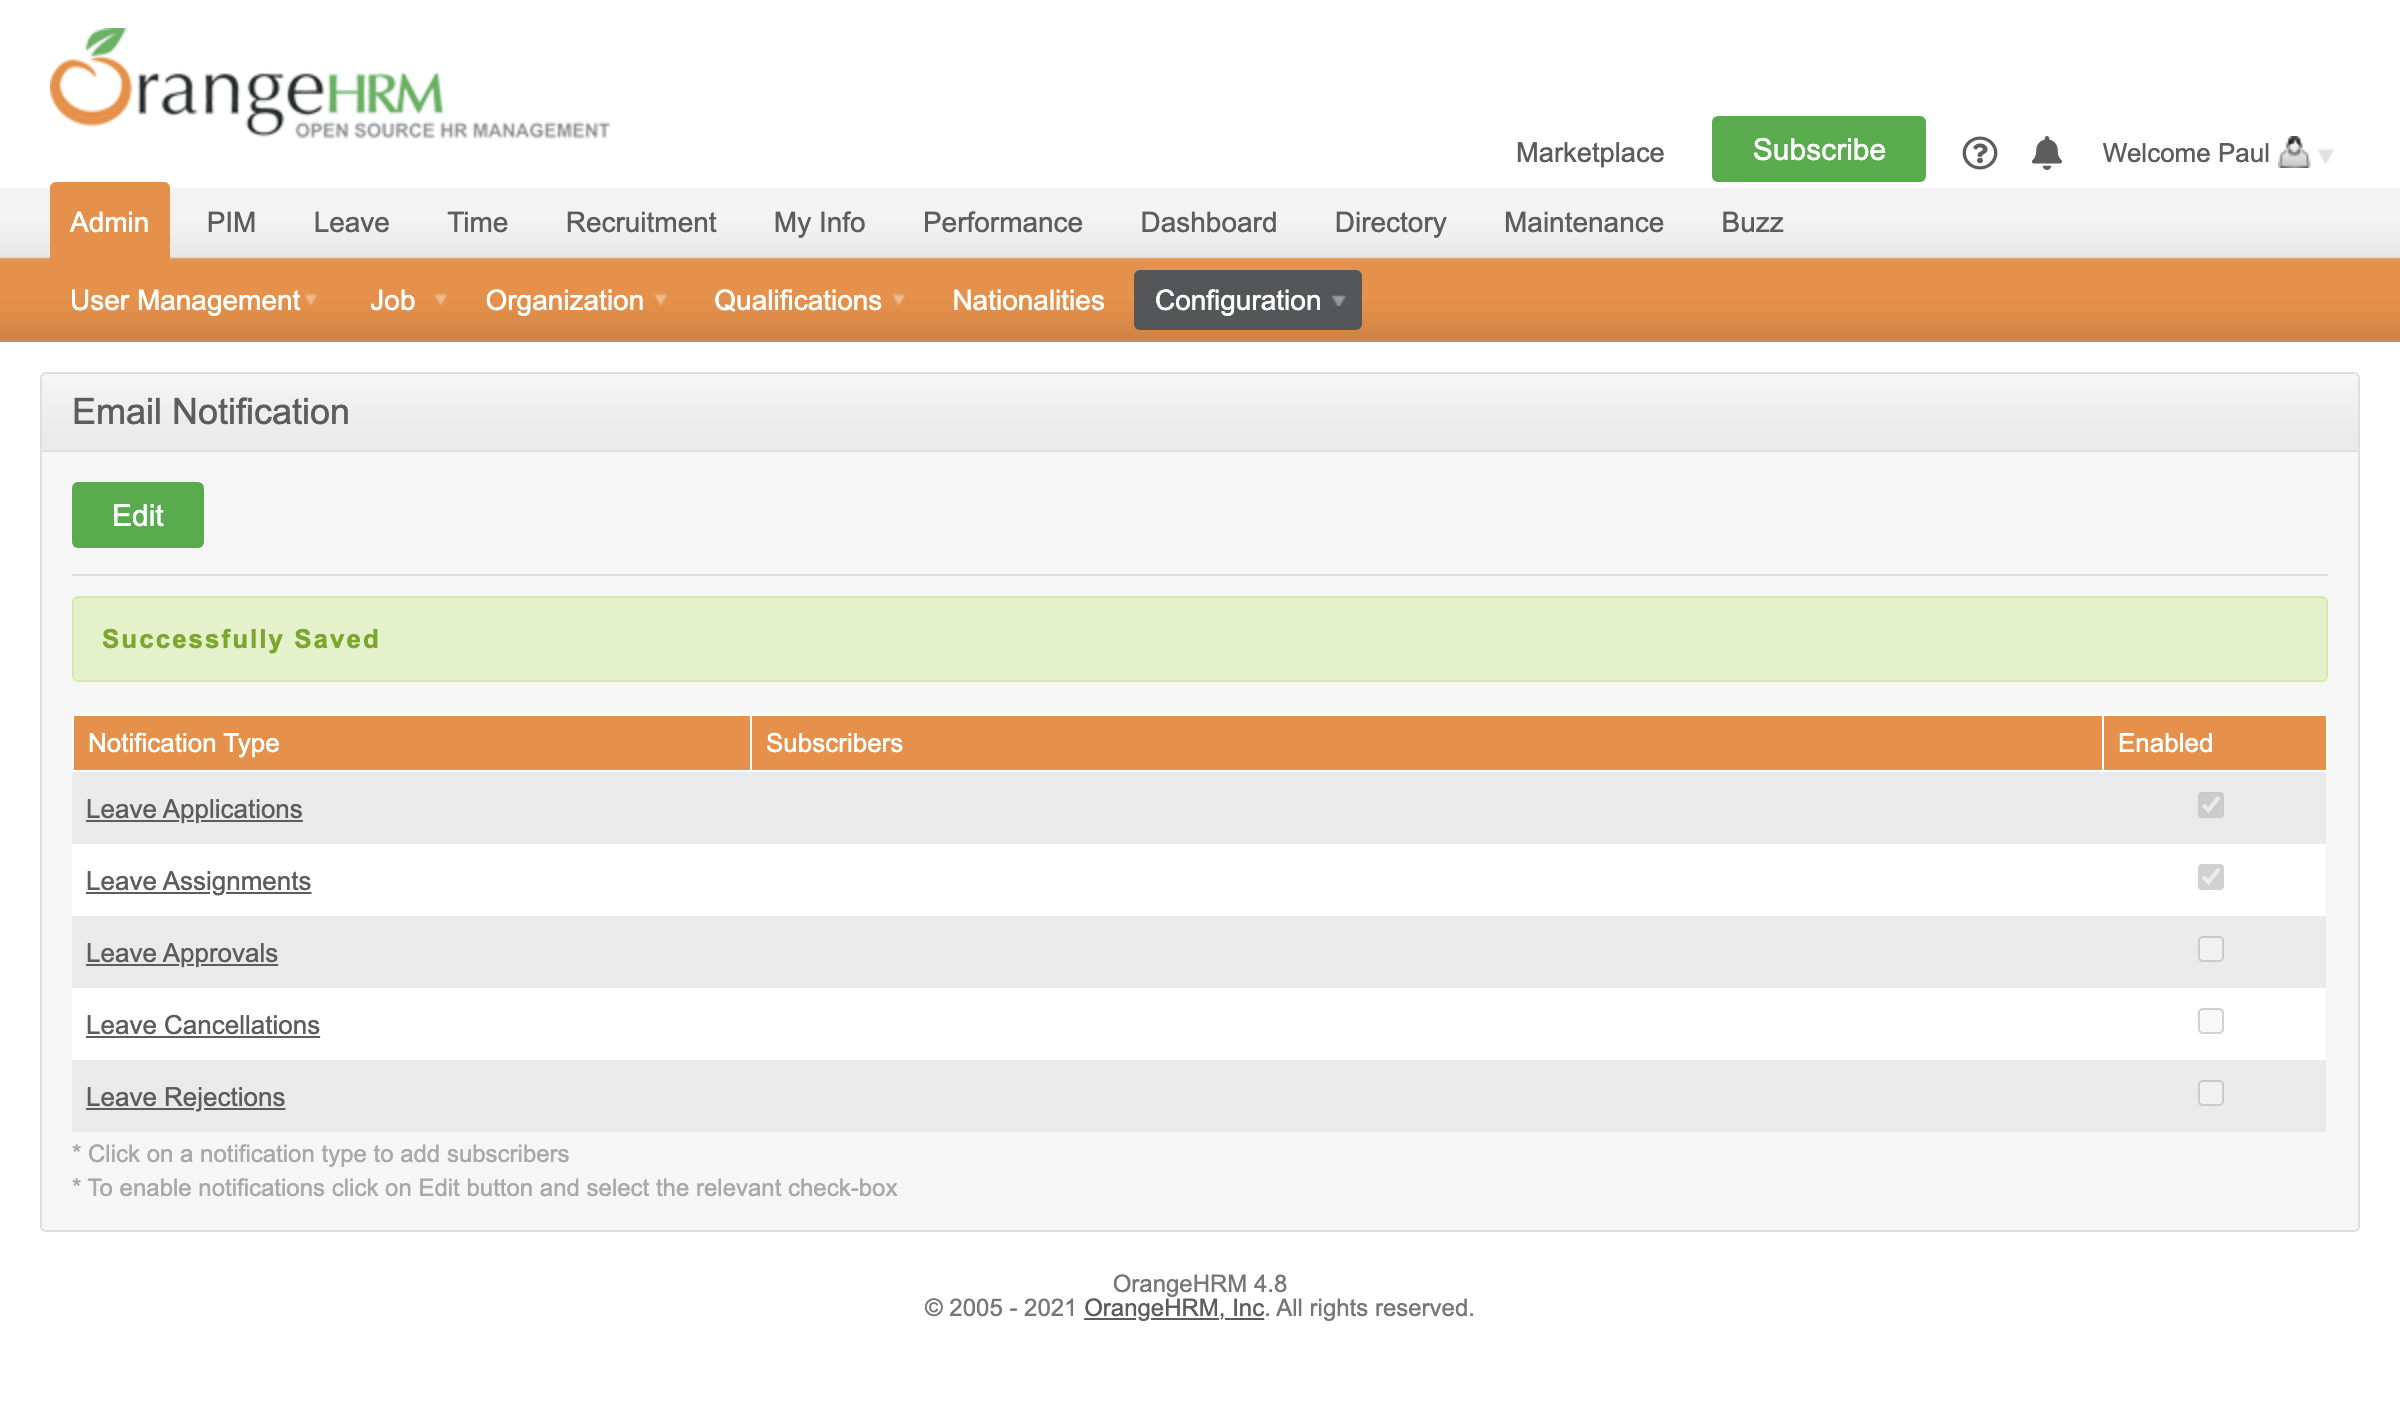 OrangeHRM
OPEN SOURCE HR MANAGEMENT
Marketplace Subscribe Welcome Paul
Admin PIM Leave Time Recruitment My Info Performance Dashboard Directory Maintenance Buzz
User Management Job Organization Qualifications Nationalities Configuration
Email Notification
Edit
Successfully Saved
Notification Type Subscribers Enabled
Leave Applications
Leave Assignments
Leave Approvals
Leave Cancellations
Leave Rejections
* Click on a notification type to add subscribers
* To enable notifications click on Edit button and select the relevant check-box
OrangeHRM 4.8
© 2005 - 2021 OrangeHRM, Inc. All rights reserved.